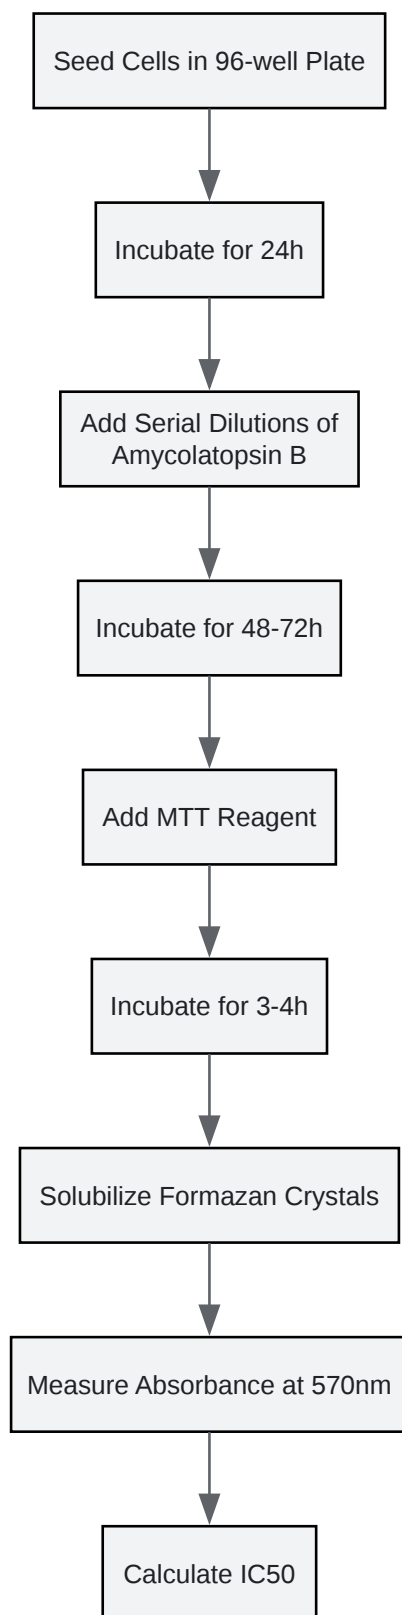 Seed Cells in 96-well Plate
Incubate for 24h
Add Serial Dilutions of
Amycolatopsin B
Incubate for 48-72h
Add MTT Reagent
Incubate for 3-4h
Solubilize Formazan Crystals
Measure Absorbance at 570nm
Calculate IC50